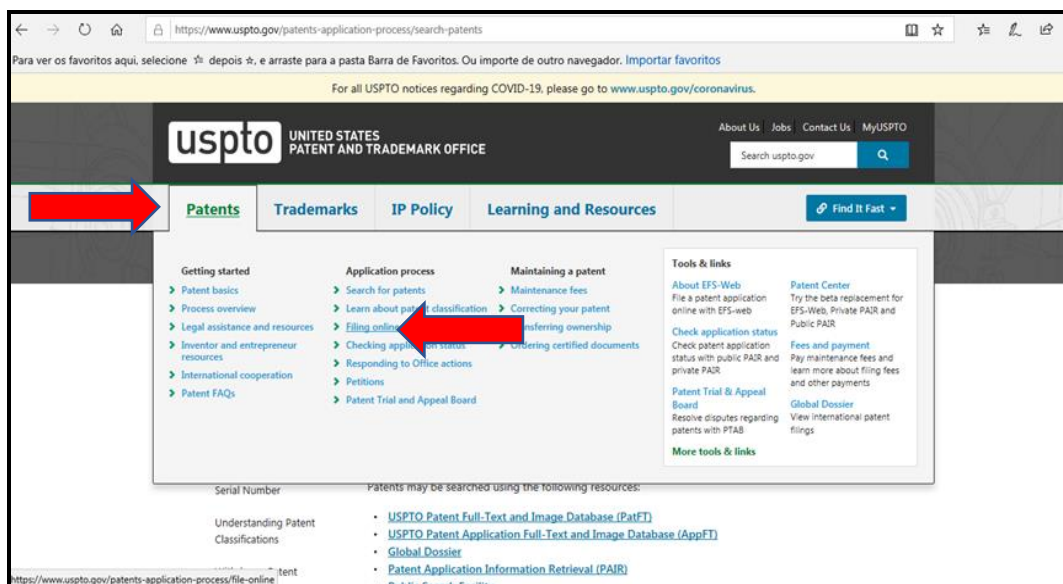 https://www.uspto.gov/patents-application-process/search-patents
Para ver os favoritos aqui, selecione depois ☆, e arraste para a pasta Barra de Favoritos. Ou importe de outro navegador. Importar favoritos
For all USPTO notices regarding COVID-19, please go to www.uspto.gov/coronavirus.
About Us Jobs Contact Us MyUSPTO
uspto UNITED STATES
PATENT AND TRADEMARK OFFICE
Search uspto.gov
Patents Trademarks IP Policy Learning and Resources Find It Fast
Getting started
Patent basics
Process overview
Legal assistance and resources
Inventor and entrepreneur
resources
International cooperation
Patent FAQs
Application process
Search for patents
Learn about patent classification
Filing online
Checking application status
Responding to Office actions
Petitions
Patent Trial and Appeal Board
Maintaining a patent
Maintenance fees
Correcting your patent
ownership
Ordering certified documents
Tools & links
About EFS-Web
File a patent application
online with EFS-web
Check application status
Check patent application
status with public PAIR and
private PAIR
Patent Trial & Appeal
Board
Resolve disputes regarding
patents with PTAB
More tools & links
Patent Center
Try the beta replacement for
EFS-Web, Private PAIR and
Public PAIR
Fees and payment
Pay maintenance fees and
learn more about filing fees
and other payments
Global Dossier
View international patent
filings
Serial Number
Understanding Patent
Classifications
Patents may be searched using the following resources:
USPTO Patent Full-Text and Image Database (PatFT)
USPTO Patent Application Full-Text and Image Database (AppFT)
Global Dossier
Patent Application Information Retrieval (PAIR)
https://www.uspto.gov/patents-application-process/file-online